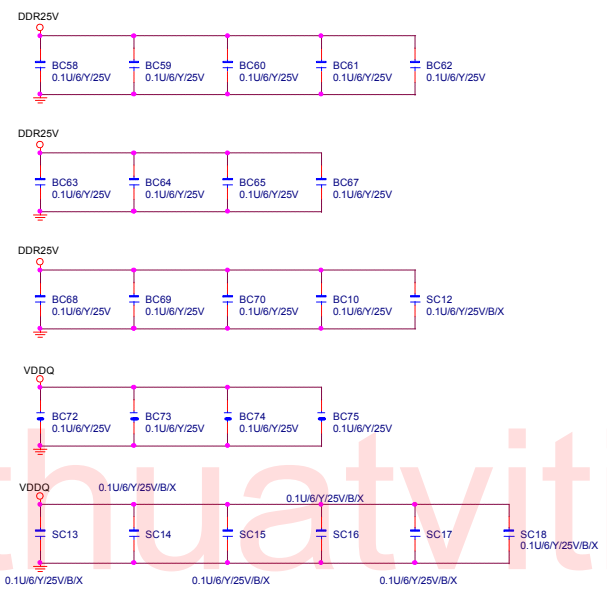 DDR25V
BC58 BC59 BC60 BC61 BC62
0.1U/6/Y/25V 0.1U/6/Y/25V 0.1U/6/Y/25V 0.1U/6/Y/25V 0.1U/6/Y/25V
DDR25V
BC63 BC64 BC65 BC67
0.1U/6/Y/25V 0.1U/6/Y/25V 0.1U/6/Y/25V 0.1U/6/Y/25V
DDR25V
BC68 BC69 BC70 BC10 SC12
0.1U/6/Y/25V 0.1U/6/Y/25V 0.1U/6/Y/25V 0.1U/6/Y/25V 0.1U/6/Y/25V/B/X
VDDQ
BC72 BC73 BC74 BC75
0.1U/6/Y/25V 0.1U/6/Y/25V 0.1U/6/Y/25V 0.1U/6/Y/25V
VDDQ 0.1U/6/Y/25V/B/X
0.1U/6/Y/25V/B/X
SC13 SC14 SC15 SC16 SC17 SC18
0.1U/6/Y/25V/B/X
0.1U/6/Y/25V/B/X 0.1U/6/Y/25V/B/X 0.1U/6/Y/25V/B/X
thuatvit